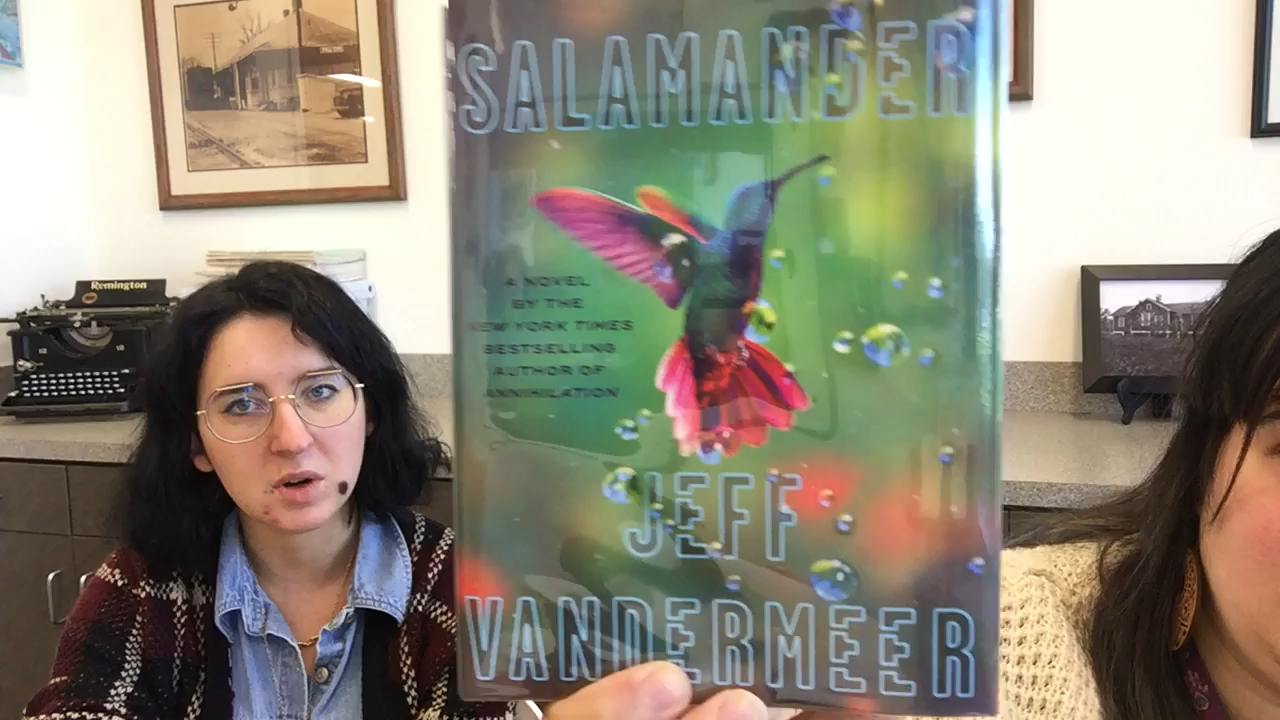 SALAMANDER
Remington
A NOVEL
BY THE
NEW YORK TIMES
BESTSELLING
AUTHOR OF
ANNIHILATION
JEFF
VANDERMEER